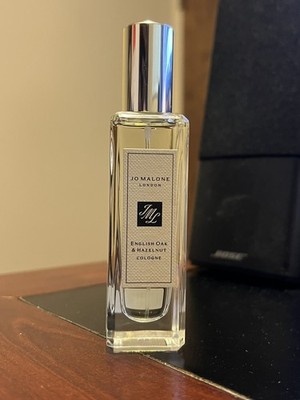 JO MALONE
LONDON
JML
ENGLISH OAK
& HAZELNUT
COLOGNE
BOSE